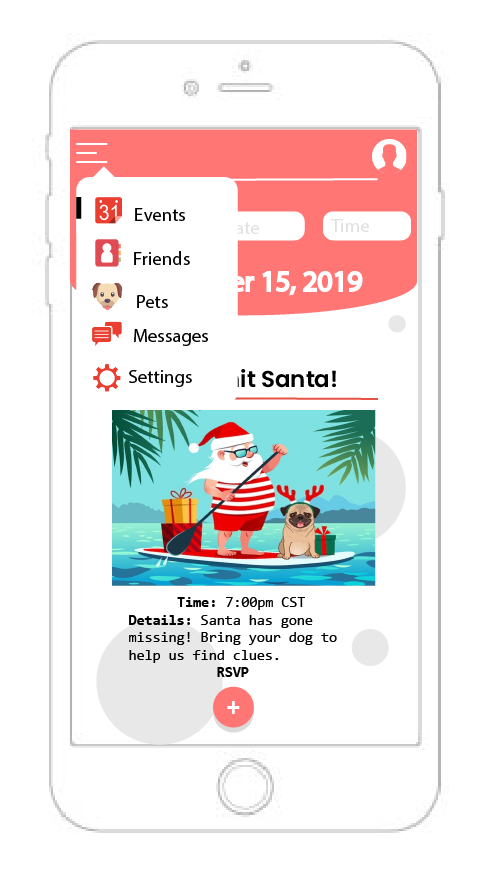 31
Events
ate
Time
Friends
er 15, 2019
Pets
Messages
Settings
it Santa!
Time: 7:00pm CST
Details: Santa has gone
missing! Bring your dog to
help us find clues.
RSVP
+